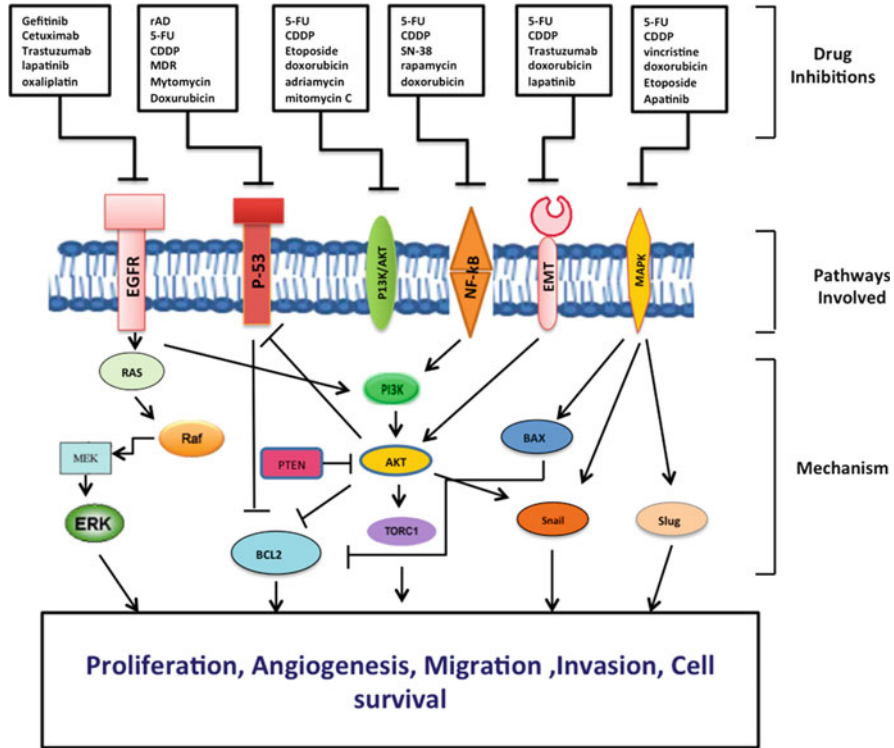 Gefitinib
Cetuximab
Trastuzumab
lapatinib
oxaliplatin
rAD
5-FU
CDDP
MDR
Mytomycin
Doxurubicin
5-FU
CDDP
Etoposide
doxorubicin
adriamycin
mitomycin C
5-FU
CDDP
SN-38
rapamycin
doxorubicin
5-FU
CDDP
Trastuzumab
doxorubicin
lapatinib
5-FU
CDDP
vincristine
doxorubicin
Etoposide
Apatinib
Drug
Inhibitions
EGFR
P-53
P13K/AKT
NF-kB
EMT
MAPK
Pathways
Involved
RAS
PI3K
Raf
BAX
MEK
PTEN
AKT
Mechanism
ERK
TORC1
Snail
Slug
BCL2
Proliferation, Angiogenesis, Migration ,Invasion, Cell
survival